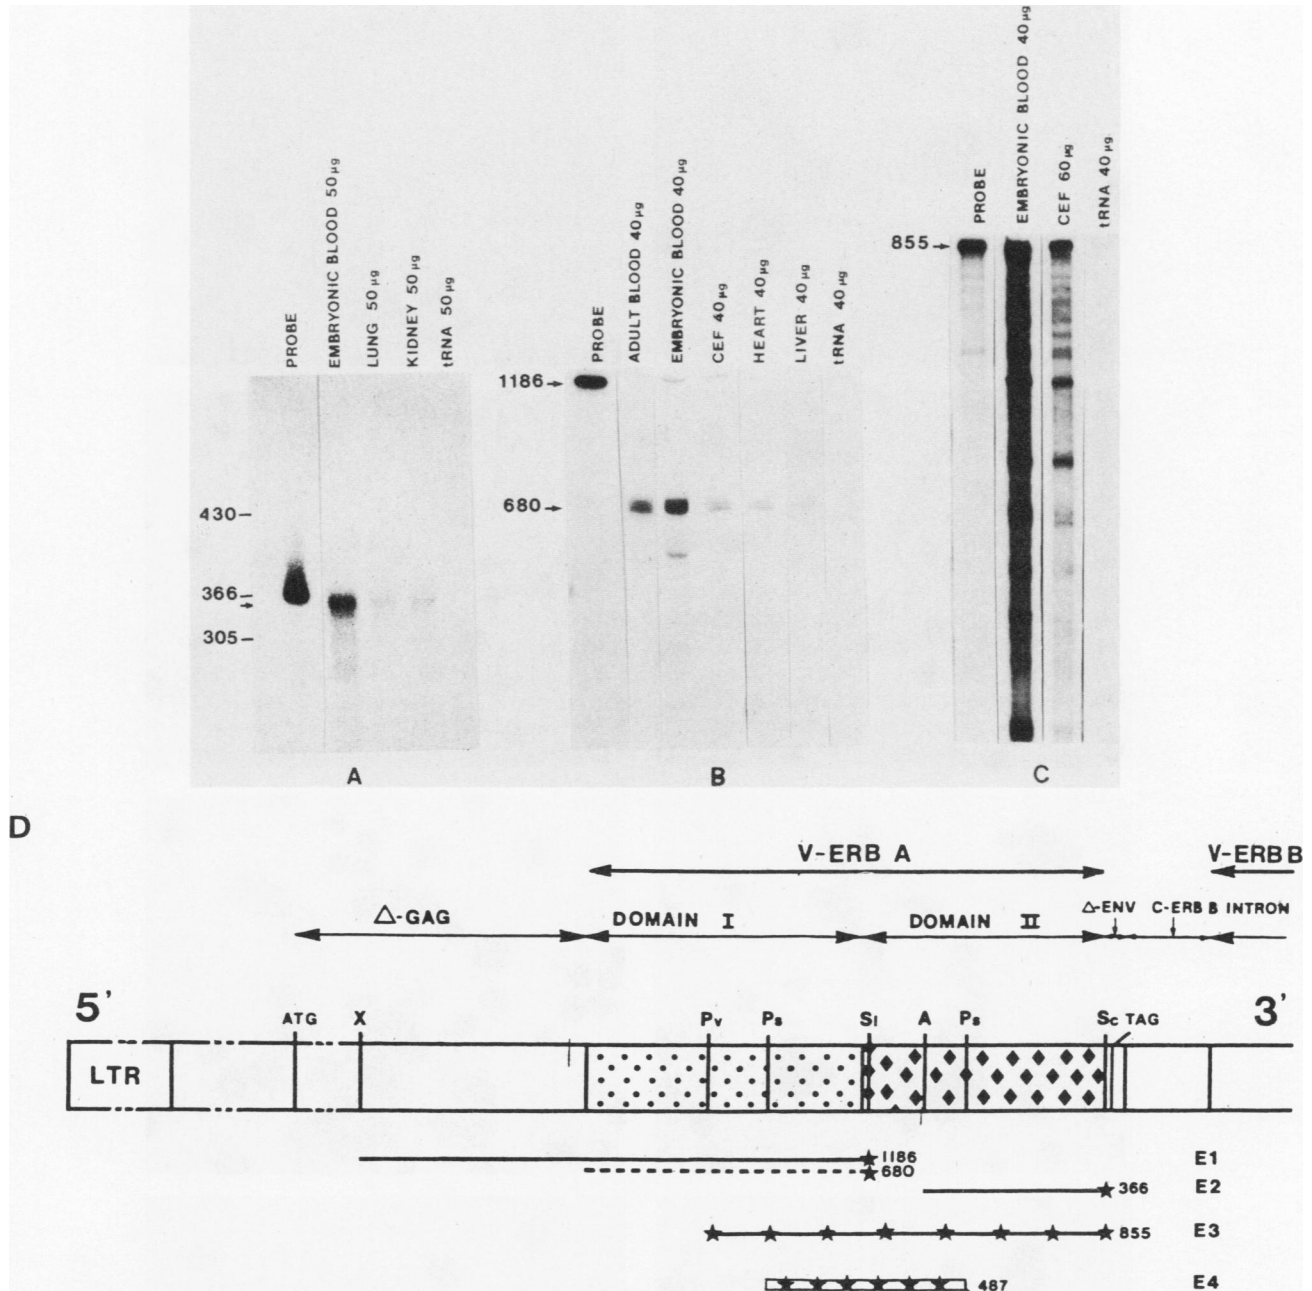 PROBE
EMBRYONIC BLOOD 50 µg
LUNG 50 µg
KIDNEY 50 µg
tRNA 50 µg
430
366
305
A
PROBE
ADULT BLOOD 40 µg
EMBRYONIC BLOOD 40 µg
CEF 40 µg
HEART 40 µg
LIVER 40 µg
tRNA 40 µg
1186
680
B
PROBE
EMBRYONIC BLOOD 40 µg
CEF 60 µg
tRNA 40 µg
855
C
D
V-ERB A
V-ERB B
△-GAG
DOMAIN I
DOMAIN II
△-ENV
C-ERB B INTRON
5'
3'
ATG X Pv Ps Sl A Ps Sc TAG
LTR
1186 E1
680
366 E2
855 E3
487 E4